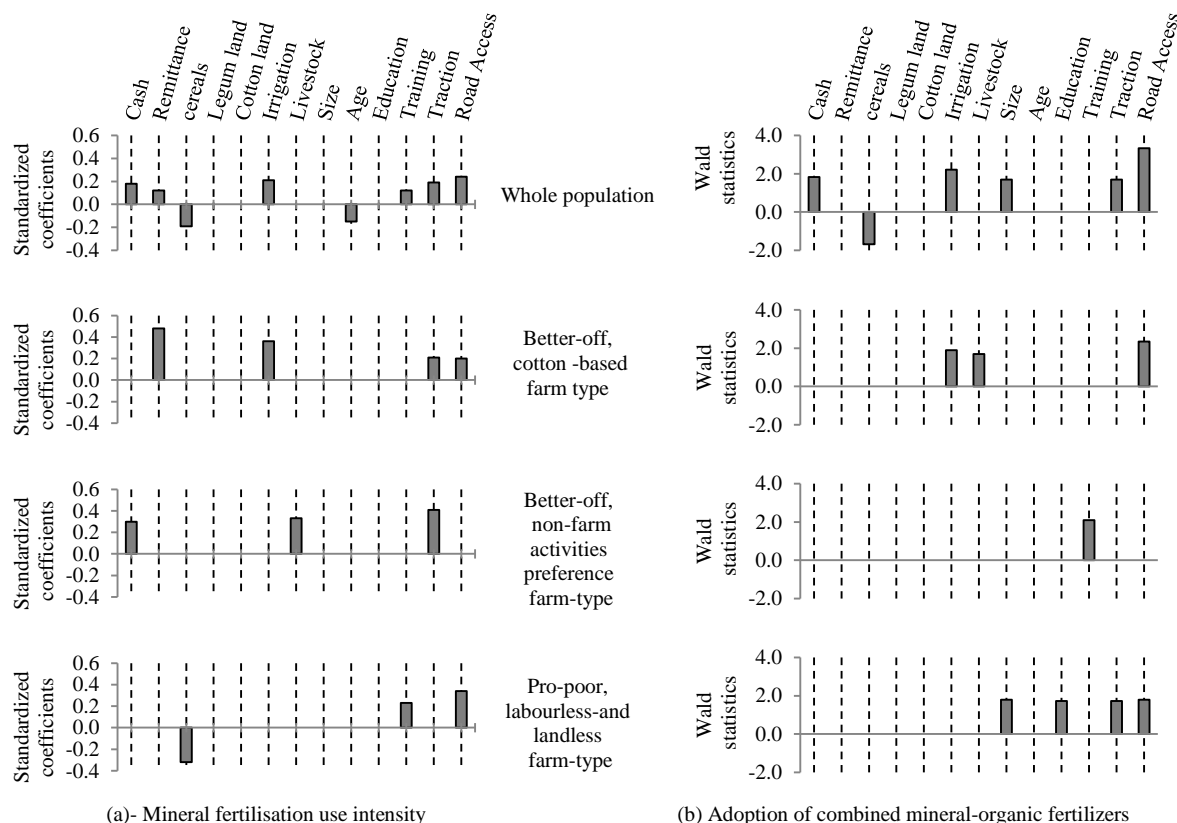 Cash
Remittance
cereals
Legum land
Cotton land
Irrigation
Livestock
Size
Age
Education
Training
Traction
Road Access
Cash
Remittance
cereals
Legum land
Cotton land
Irrigation
Livestock
Size
Age
Education
Training
Traction
Road Access
Standardized
coefficients
0.6
0.4
0.2
0.0
-0.2
-0.4
Whole population
Wald
statistics
4.0
2.0
0.0
-2.0
Standardized
coefficients
0.6
0.4
0.2
0.0
-0.2
-0.4
Better-off,
cotton -based
farm type
Wald
statistics
4.0
2.0
0.0
-2.0
Standardized
coefficients
0.6
0.4
0.2
0.0
-0.2
-0.4
Better-off,
non-farm
activities
preference
farm-type
Wald
statistics
4.0
2.0
0.0
-2.0
Standardized
coefficients
0.6
0.4
0.2
0.0
-0.2
-0.4
Pro-poor,
labourless-and
landless
farm-type
Wald
statistics
4.0
2.0
0.0
-2.0
(a)- Mineral fertilisation use intensity
(b) Adoption of combined mineral-organic fertilizers